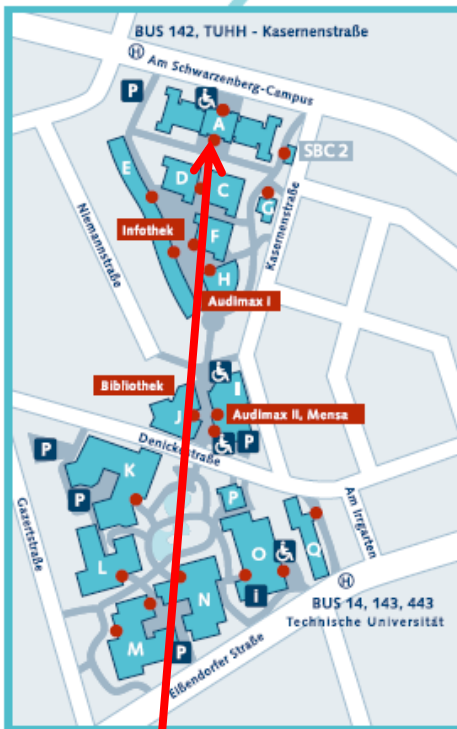 BUS 142, TUHH - Kasernenstraße
H
Am Schwarzenberg-Campus
P
A
SBC 2
E
D
C
G
Niemannstraße
Infothek
F
Kasernenstraße
H
Audimax I
Bibliothek
I
J
Audimax II, Mensa
Denickestraße
P
P
K
P
P
Gazertstraße
Am Irrgarten
L
O
Q
H
N
i
BUS 14, 143, 443
Technische Universität
M
P
Eißendorfer Straße